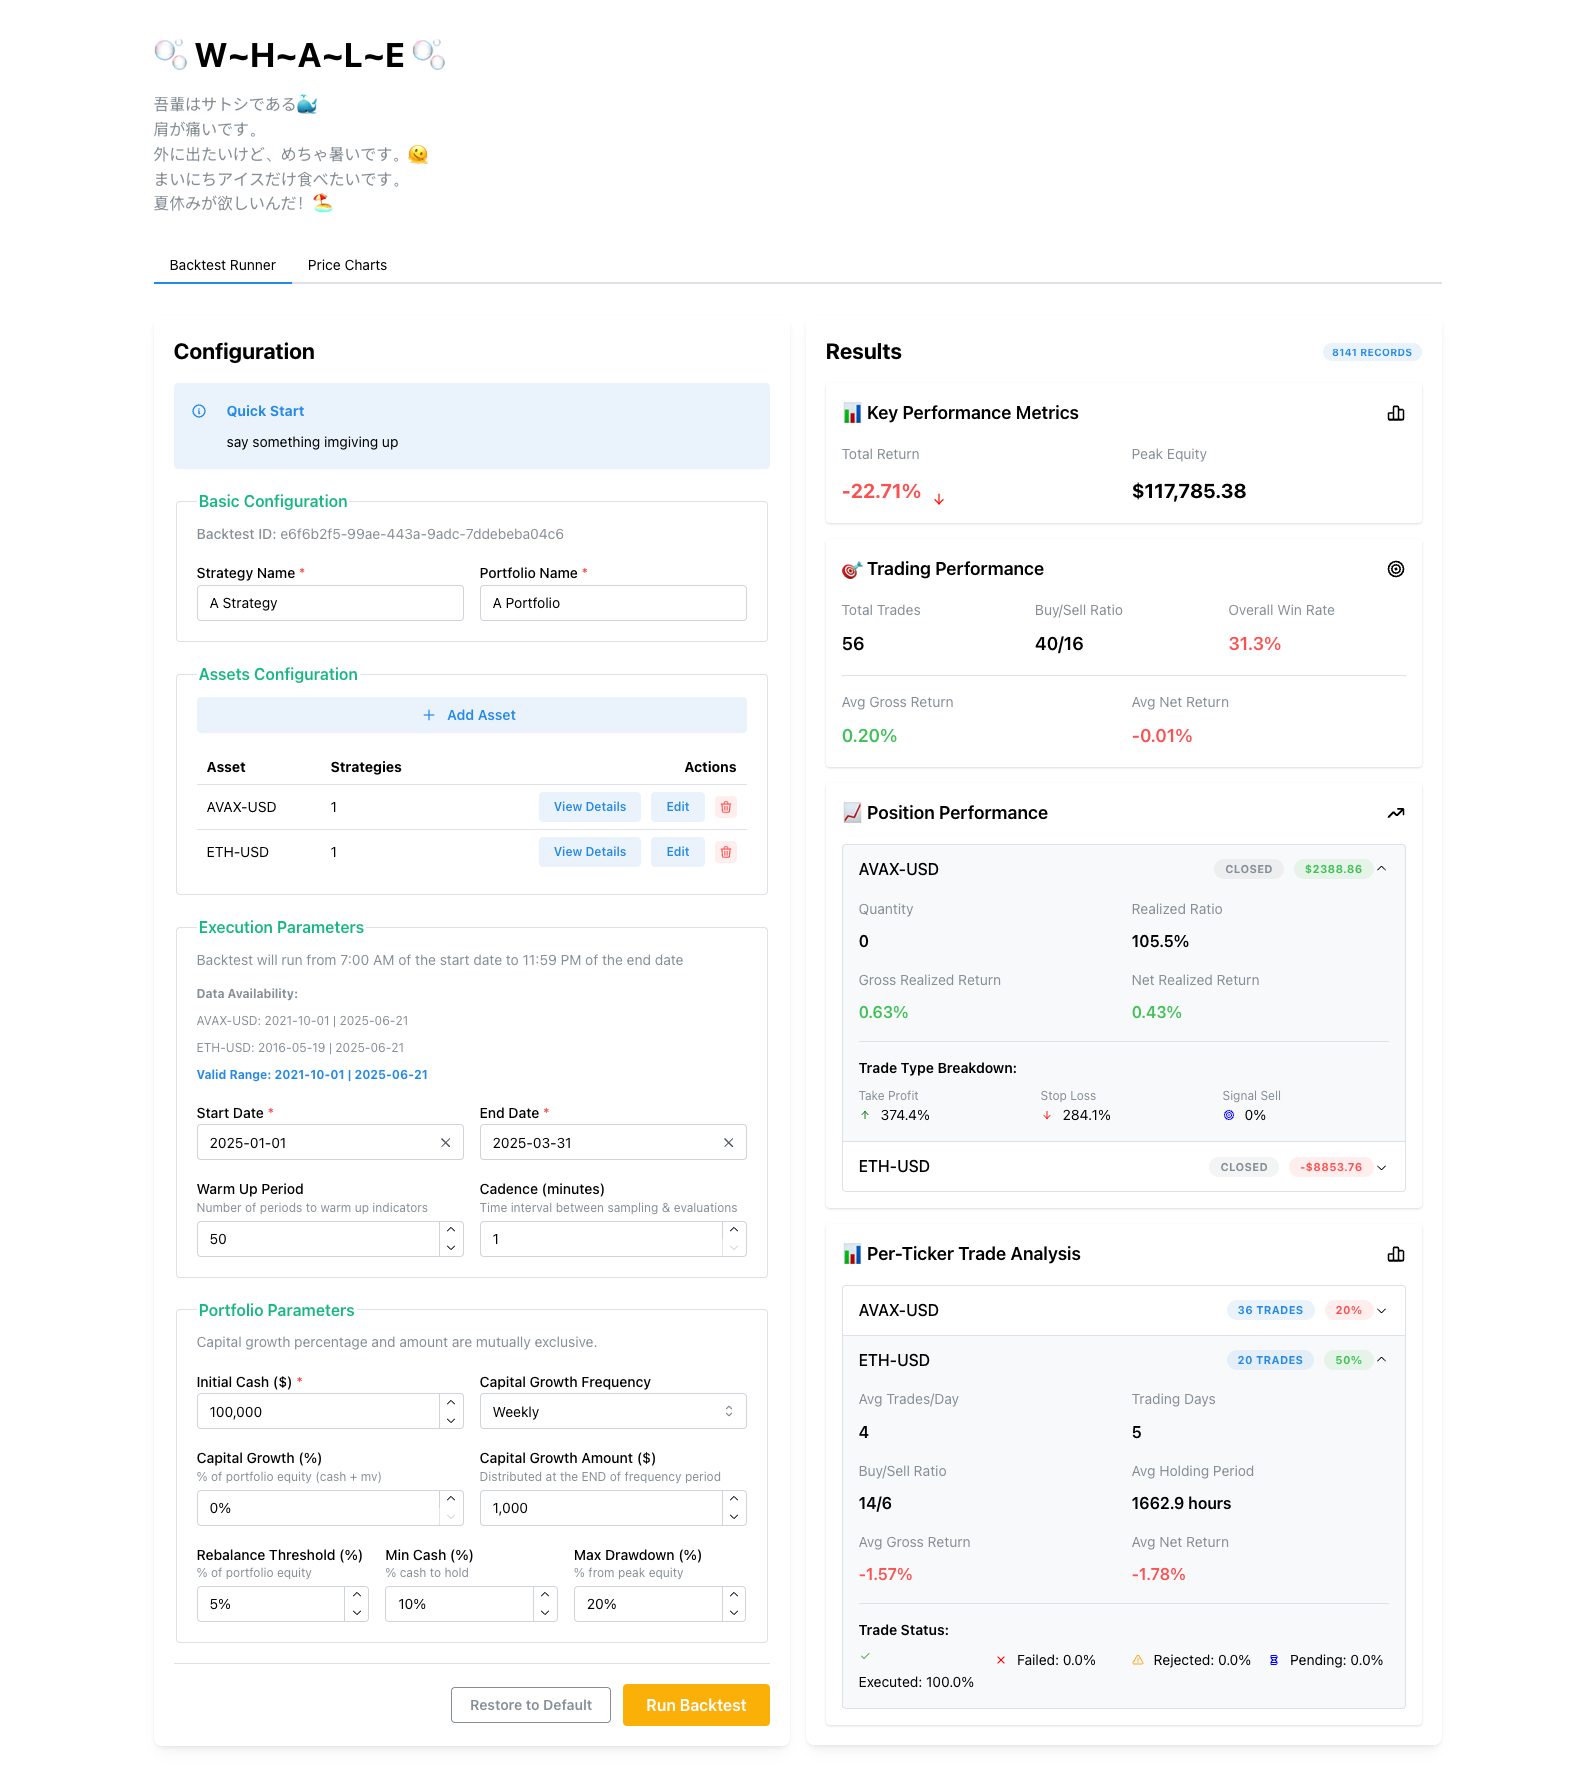 🫧 W~H~A~L~E 🫧
吾輩はサトシである🐳
肩が痛いです。
外に出たいけど、めちゃ暑いです。🫠
まいにちアイスだけ食べたいです。
夏休みが欲しいんだ！🏖️
Backtest Runner
Price Charts
Configuration
Quick Start
say something imgiving up
Basic Configuration
Backtest ID: e6f6b2f5-99ae-443a-9adc-7ddebeba04c6
Strategy Name * Portfolio Name *
A Strategy A Portfolio
Assets Configuration
+ Add Asset
Asset Strategies Actions
AVAX-USD 1 View Details Edit
ETH-USD 1 View Details Edit
Execution Parameters
Backtest will run from 7:00 AM of the start date to 11:59 PM of the end date
Data Availability:
AVAX-USD: 2021-10-01 | 2025-06-21
ETH-USD: 2016-05-19 | 2025-06-21
Valid Range: 2021-10-01 | 2025-06-21
Start Date * End Date *
2025-01-01 2025-03-31
Warm Up Period Cadence (minutes)
Number of periods to warm up indicators Time interval between sampling & evaluations
50 1
Portfolio Parameters
Capital growth percentage and amount are mutually exclusive.
Initial Cash ($) * Capital Growth Frequency
100,000 Weekly
Capital Growth (%) Capital Growth Amount ($)
% of portfolio equity (cash + mv) Distributed at the END of frequency period
0% 1,000
Rebalance Threshold (%) Min Cash (%) Max Drawdown (%)
% of portfolio equity % cash to hold % from peak equity
5% 10% 20%
Restore to Default Run Backtest
Results 8141 RECORDS
📊 Key Performance Metrics
Total Return Peak Equity
-22.71% ↓ $117,785.38
🎯 Trading Performance
Total Trades Buy/Sell Ratio Overall Win Rate
56 40/16 31.3%
Avg Gross Return Avg Net Return
0.20% -0.01%
📈 Position Performance
AVAX-USD CLOSED $2388.86
Quantity Realized Ratio
0 105.5%
Gross Realized Return Net Realized Return
0.63% 0.43%
Trade Type Breakdown:
Take Profit Stop Loss Signal Sell
↑ 374.4% ↓ 284.1% 0%
ETH-USD CLOSED -$8853.76
📊 Per-Ticker Trade Analysis
AVAX-USD 36 TRADES 20%
ETH-USD 20 TRADES 50%
Avg Trades/Day Trading Days
4 5
Buy/Sell Ratio Avg Holding Period
14/6 1662.9 hours
Avg Gross Return Avg Net Return
-1.57% -1.78%
Trade Status:
Executed: 100.0% Failed: 0.0% Rejected: 0.0% Pending: 0.0%